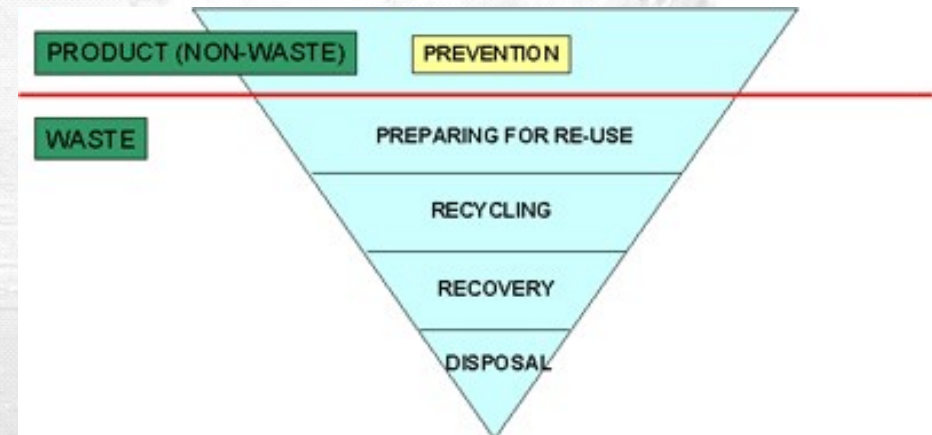 PRODUCT (NON-WASTE)
PREVENTION
WASTE
PREPARING FOR RE-USE
RECYCLING
RECOVERY
DISPOSAL